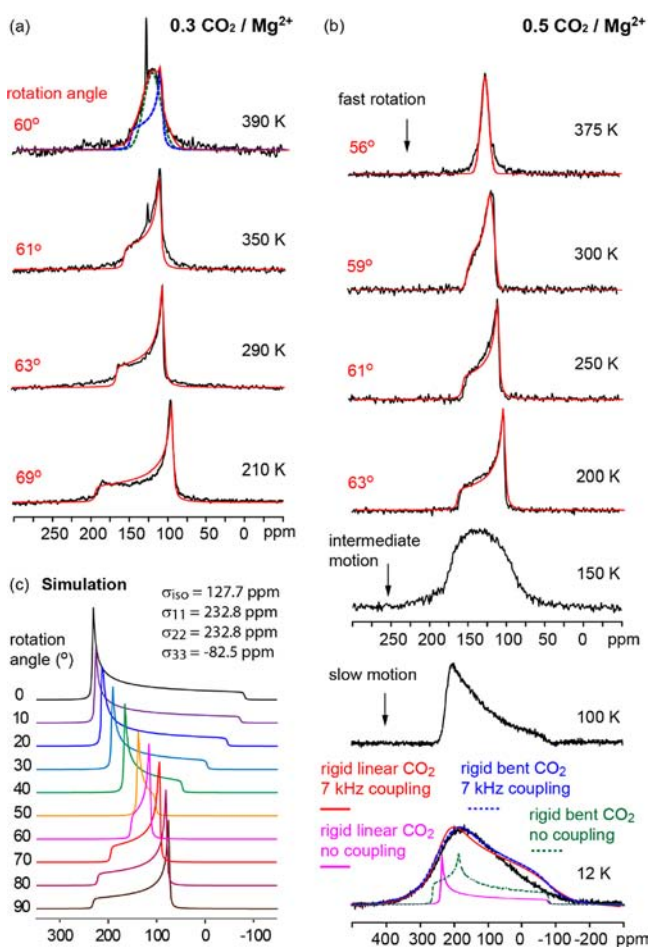 (a)
0.3 CO₂ / Mg²⁺
rotation angle
60°
390 K
61°
350 K
63°
290 K
69°
210 K
250 200 150 100 50 0 ppm
(b)
0.5 CO₂ / Mg²⁺
fast rotation
56°
375 K
59°
300 K
61°
250 K
63°
200 K
intermediate
motion
150 K
250 200 150 100 50 0 ppm
slow motion
100 K
rigid linear CO₂
7 kHz coupling
rigid bent CO₂
7 kHz coupling
rigid linear CO₂
no coupling
rigid bent CO₂
no coupling
12 K
400 300 200 100 0 -100 -200 ppm
(c) Simulation
σiso = 127.7 ppm
σ11 = 232.8 ppm
σ22 = 232.8 ppm
σ33 = -82.5 ppm
rotation
angle (°)
0
10
20
30
40
50
60
70
80
90
300 200 100 0 -100 ppm